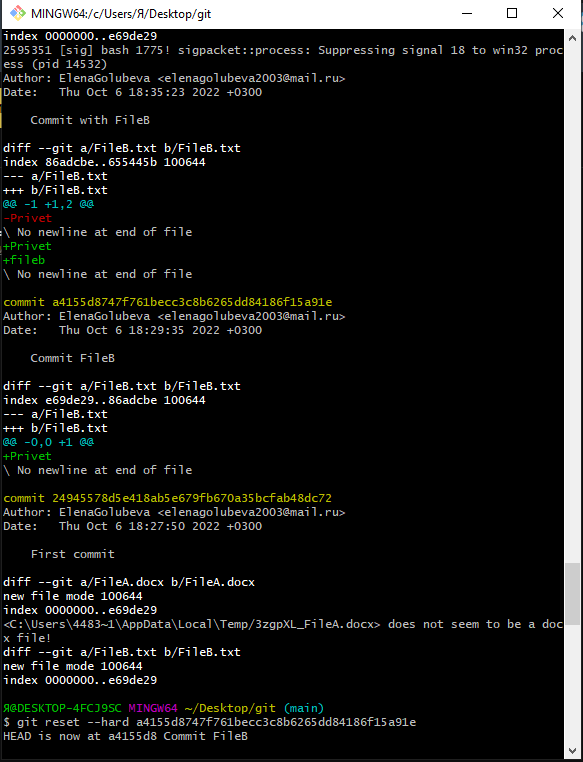 MINGW64:/c/Users/Я/Desktop/git
index 0000000..e69de29
2595351 [sig] bash 1775! sigpacket::process: Suppressing signal 18 to win32 proc
ess (pid 14532)
Author: ElenaGolubeva <elenagolubeva2003@mail.ru>
Date:   Thu Oct 6 18:35:23 2022 +0300
    Commit with FileB
diff --git a/FileB.txt b/FileB.txt
index 86adcbe..655445b 100644
--- a/FileB.txt
+++ b/FileB.txt
@@ -1 +1,2 @@
-Privet
\ No newline at end of file
+Privet
+fileb
\ No newline at end of file
commit a4155d8747f761becc3c8b6265dd84186f15a91e
Author: ElenaGolubeva <elenagolubeva2003@mail.ru>
Date:   Thu Oct 6 18:29:35 2022 +0300
    Commit FileB
diff --git a/FileB.txt b/FileB.txt
index e69de29..86adcbe 100644
--- a/FileB.txt
+++ b/FileB.txt
@@ -0,0 +1 @@
+Privet
\ No newline at end of file
commit 24945578d5e418ab5e679fb670a35bcfab48dc72
Author: ElenaGolubeva <elenagolubeva2003@mail.ru>
Date:   Thu Oct 6 18:27:50 2022 +0300
    First commit
diff --git a/FileA.docx b/FileA.docx
new file mode 100644
index 0000000..e69de29
<C:\Users\4483~1\AppData\Local\Temp/3zgpXL_FileA.docx> does not seem to be a doc
x file!
diff --git a/FileB.txt b/FileB.txt
new file mode 100644
index 0000000..e69de29
Я@DESKTOP-4FCJ9SC MINGW64 ~/Desktop/git (main)
$ git reset --hard a4155d8747f761becc3c8b6265dd84186f15a91e
HEAD is now at a4155d8 Commit FileB